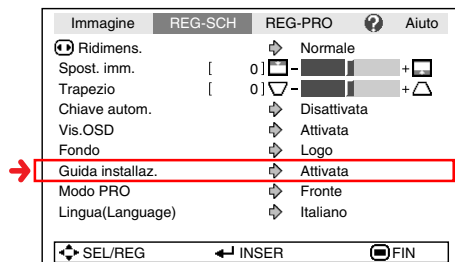 Immagine REG-SCH REG-PRO ? Aiuto
Ridimens. Normale
Spost. imm. [ 0] - +
Trapezio [ 0] - +
Chiave autom. Disattivata
Vis.OSD Attivata
Fondo Logo
Guida installaz. Attivata
Modo PRO Fronte
Lingua(Language) Italiano
SEL/REG INSER FIN